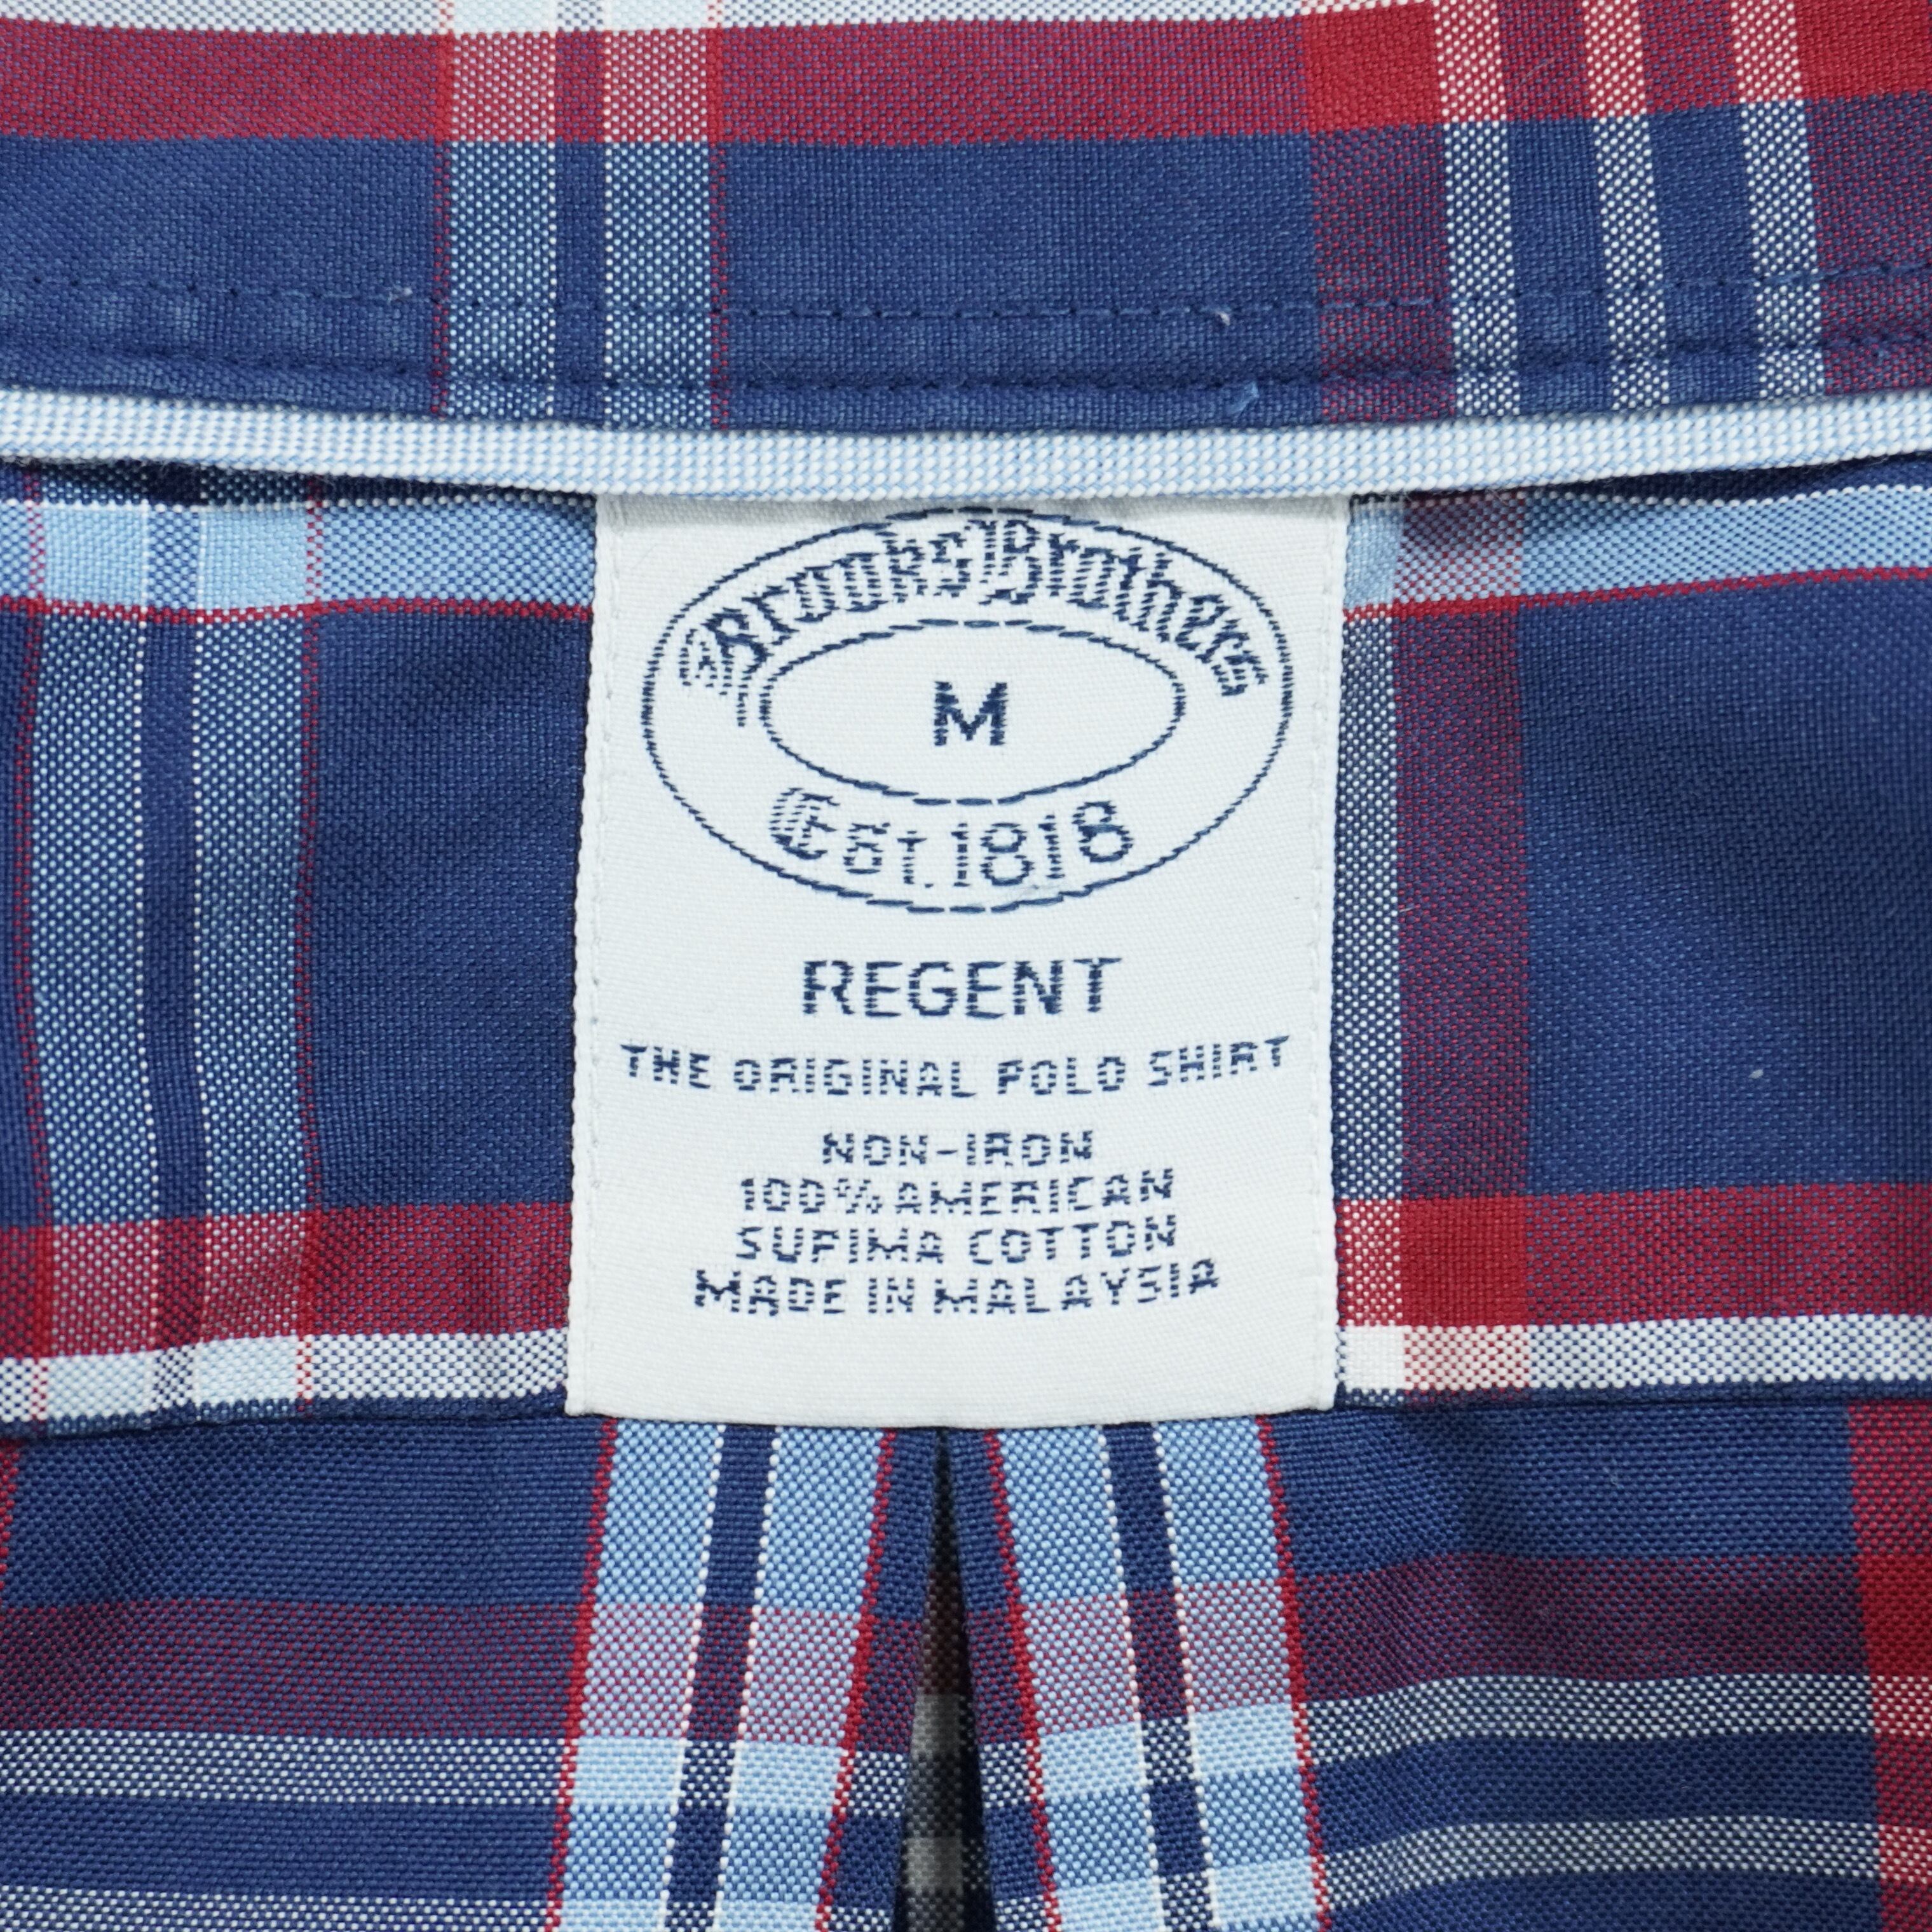 Brooks Brothers
M
Est. 1818
REGENT
THE ORIGINAL POLO SHIRT
NON-IRON
100% AMERICAN
SUPIMA COTTON
MADE IN MALAYSIA